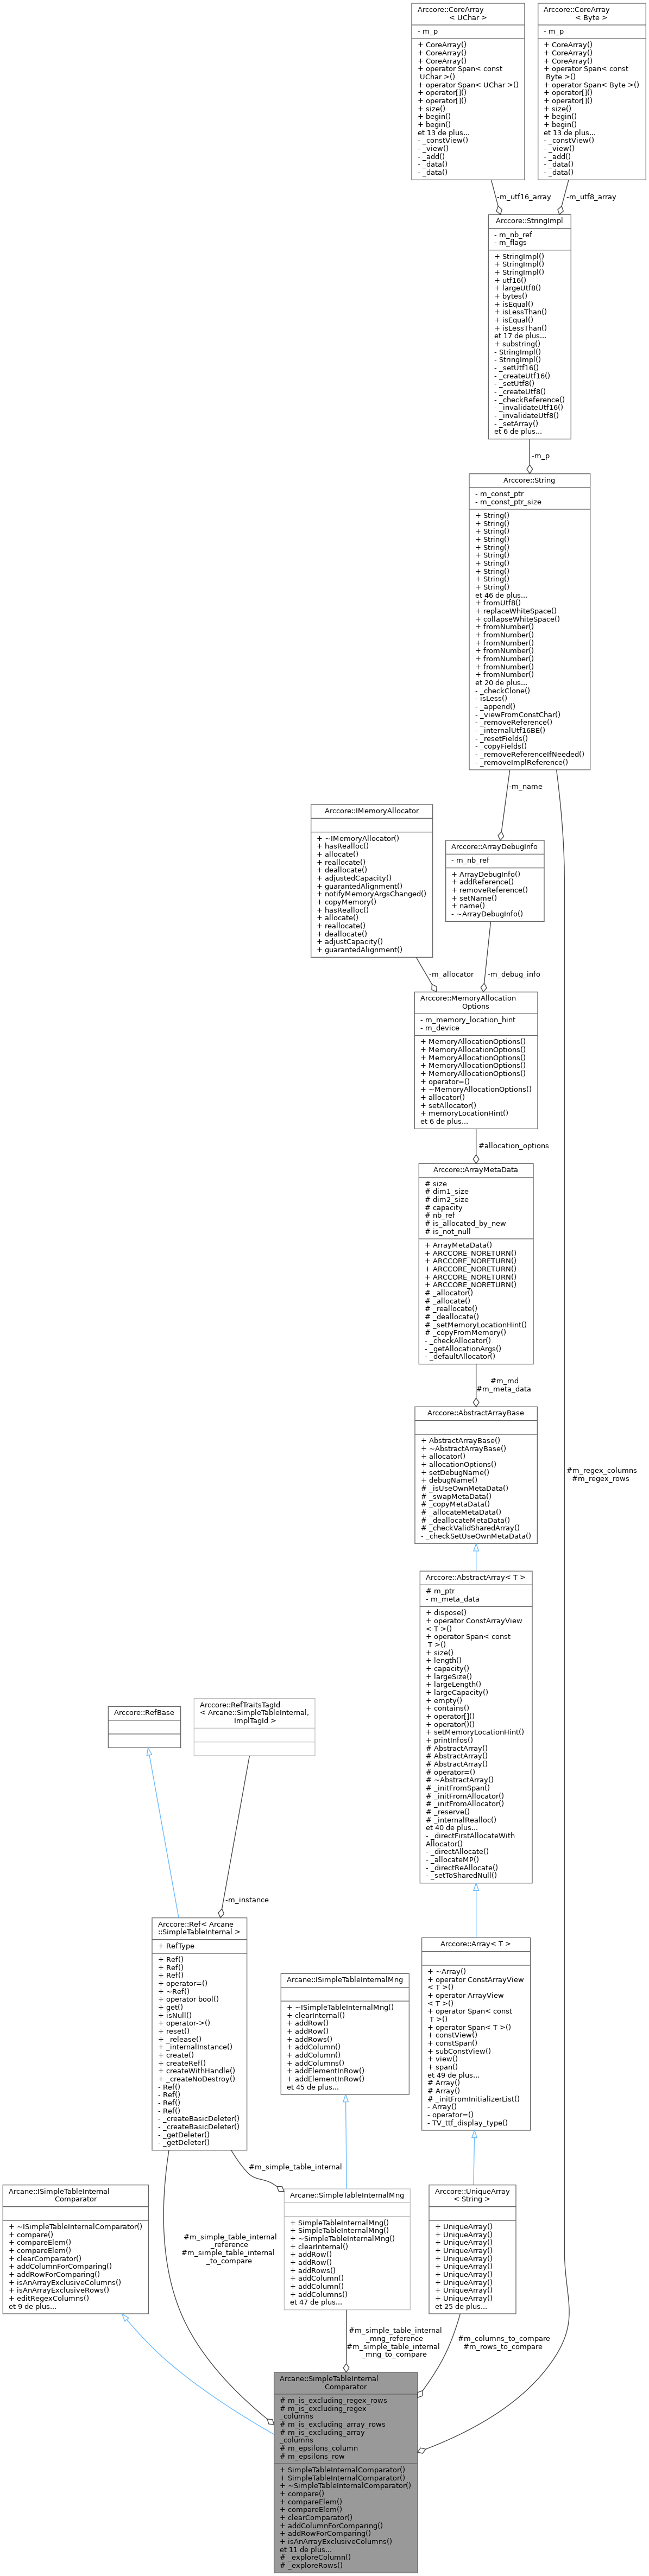 Arccore::CoreArray
< UChar >
- m_p
+ CoreArray()
+ CoreArray()
+ CoreArray()
+ operator Span< const
UChar >()
+ operator Span< UChar >()
+ operator[]()
+ operator[]()
+ size()
+ begin()
+ begin()
et 13 de plus...
- _constView()
- _view()
- _add()
- _data()
- _data()
Arccore::CoreArray
< Byte >
- m_p
+ CoreArray()
+ CoreArray()
+ CoreArray()
+ operator Span< const
Byte >()
+ operator Span< Byte >()
+ operator[]()
+ operator[]()
+ size()
+ begin()
+ begin()
et 13 de plus...
- _constView()
- _view()
- _add()
- _data()
- _data()
-m_utf16_array
-m_utf8_array
Arccore::StringImpl
- m_nb_ref
- m_flags
+ StringImpl()
+ StringImpl()
+ StringImpl()
+ utf16()
+ largeUtf8()
+ bytes()
+ isEqual()
+ isLessThan()
+ isEqual()
+ isLessThan()
et 17 de plus...
+ substring()
- StringImpl()
- StringImpl()
- _setUtf16()
- _createUtf16()
- _setUtf8()
- _createUtf8()
- _checkReference()
- _invalidateUtf16()
- _invalidateUtf8()
- _setArray()
et 6 de plus...
-m_p
Arccore::String
- m_const_ptr
- m_const_ptr_size
+ String()
+ String()
+ String()
+ String()
+ String()
+ String()
+ String()
+ String()
+ String()
+ String()
et 46 de plus...
+ fromUtf8()
+ replaceWhiteSpace()
+ collapseWhiteSpace()
+ fromNumber()
+ fromNumber()
+ fromNumber()
+ fromNumber()
+ fromNumber()
+ fromNumber()
+ fromNumber()
et 20 de plus...
- _checkClone()
- isLess()
- _append()
- _viewFromConstChar()
- _removeReference()
- _internalUtf16BE()
- _resetFields()
- _copyFields()
- _removeReferenceIfNeeded()
- _removeImplReference()
-m_name
Arccore::IMemoryAllocator
+ ~IMemoryAllocator()
+ hasRealloc()
+ allocate()
+ reallocate()
+ deallocate()
+ adjustedCapacity()
+ guarantedAlignment()
+ notifyMemoryArgsChanged()
+ copyMemory()
+ hasRealloc()
+ allocate()
+ reallocate()
+ deallocate()
+ adjustCapacity()
+ guarantedAlignment()
Arccore::ArrayDebugInfo
- m_nb_ref
+ ArrayDebugInfo()
+ addReference()
+ removeReference()
+ setName()
+ name()
- ~ArrayDebugInfo()
-m_allocator
-m_debug_info
Arccore::MemoryAllocation
Options
- m_memory_location_hint
- m_device
+ MemoryAllocationOptions()
+ MemoryAllocationOptions()
+ MemoryAllocationOptions()
+ MemoryAllocationOptions()
+ MemoryAllocationOptions()
+ operator=()
+ ~MemoryAllocationOptions()
+ allocator()
+ setAllocator()
+ memoryLocationHint()
et 6 de plus...
#allocation_options
Arccore::ArrayMetaData
# size
# dim1_size
# dim2_size
# capacity
# nb_ref
# is_allocated_by_new
# is_not_null
+ ArrayMetaData()
+ ARCCORE_NORETURN()
+ ARCCORE_NORETURN()
+ ARCCORE_NORETURN()
+ ARCCORE_NORETURN()
+ ARCCORE_NORETURN()
# _allocator()
# _allocate()
# _reallocate()
# _deallocate()
# _setMemoryLocationHint()
# _copyFromMemory()
- _checkAllocator()
- _getAllocationArgs()
- _defaultAllocator()
#m_md
#m_meta_data
Arccore::AbstractArrayBase
+ AbstractArrayBase()
+ ~AbstractArrayBase()
+ allocator()
+ allocationOptions()
+ setDebugName()
+ debugName()
# _isUseOwnMetaData()
# _swapMetaData()
# _copyMetaData()
# _allocateMetaData()
# _deallocateMetaData()
# _checkValidSharedArray()
- _checkSetUseOwnMetaData()
#m_regex_columns
#m_regex_rows
Arccore::AbstractArray< T >
# m_ptr
- m_meta_data
+ dispose()
+ operator ConstArrayView
< T >()
+ operator Span< const
T >()
+ size()
+ length()
+ capacity()
+ largeSize()
+ largeLength()
+ largeCapacity()
+ empty()
+ contains()
+ operator[]()
+ operator()()
+ setMemoryLocationHint()
+ printInfos()
# AbstractArray()
# AbstractArray()
# AbstractArray()
# operator=()
# ~AbstractArray()
# _initFromSpan()
# _initFromAllocator()
# _initFromAllocator()
# _reserve()
# _internalRealloc()
et 40 de plus...
- _directFirstAllocateWith
Allocator()
- _directAllocate()
- _allocateMP()
- _directReAllocate()
- _setToSharedNull()
Arccore::RefBase
Arccore::RefTraitsTagId
< Arcane::SimpleTableInternal,
ImplTagId >
-m_instance
Arccore::Ref< Arcane
::SimpleTableInternal >
+ RefType
+ Ref()
+ Ref()
+ Ref()
+ operator=()
+ ~Ref()
+ operator bool()
+ get()
+ isNull()
+ operator->()
+ reset()
+ _release()
+ _internalInstance()
+ create()
+ createRef()
+ createWithHandle()
+ _createNoDestroy()
- Ref()
- Ref()
- Ref()
- Ref()
- _createBasicDeleter()
- _createBasicDeleter()
- _getDeleter()
- _getDeleter()
Arcane::ISimpleTableInternalMng
+ ~ISimpleTableInternalMng()
+ clearInternal()
+ addRow()
+ addRow()
+ addRows()
+ addColumn()
+ addColumn()
+ addColumns()
+ addElementInRow()
+ addElementInRow()
et 45 de plus...
Arccore::Array< T >
+ ~Array()
+ operator ConstArrayView
< T >()
+ operator ArrayView
< T >()
+ operator Span< const
T >()
+ operator Span< T >()
+ constView()
+ constSpan()
+ subConstView()
+ view()
+ span()
et 49 de plus...
# Array()
# Array()
# _initFromInitializerList()
- Array()
- operator=()
- TV_ttf_display_type()
#m_simple_table_internal
Arcane::ISimpleTableInternal
Comparator
+ ~ISimpleTableInternalComparator()
+ compare()
+ compareElem()
+ compareElem()
+ clearComparator()
+ addColumnForComparing()
+ addRowForComparing()
+ isAnArrayExclusiveColumns()
+ isAnArrayExclusiveRows()
+ editRegexColumns()
et 9 de plus...
#m_simple_table_internal
_reference
#m_simple_table_internal
_to_compare
Arcane::SimpleTableInternalMng
+ SimpleTableInternalMng()
+ SimpleTableInternalMng()
+ ~SimpleTableInternalMng()
+ clearInternal()
+ addRow()
+ addRow()
+ addRows()
+ addColumn()
+ addColumn()
+ addColumns()
et 47 de plus...
Arccore::UniqueArray
< String >
+ UniqueArray()
+ UniqueArray()
+ UniqueArray()
+ UniqueArray()
+ UniqueArray()
+ UniqueArray()
+ UniqueArray()
+ UniqueArray()
+ UniqueArray()
+ UniqueArray()
et 25 de plus...
#m_simple_table_internal
_mng_reference
#m_simple_table_internal
_mng_to_compare
#m_columns_to_compare
#m_rows_to_compare
Arcane::SimpleTableInternal
Comparator
# m_is_excluding_regex_rows
# m_is_excluding_regex
_columns
# m_is_excluding_array_rows
# m_is_excluding_array
_columns
# m_epsilons_column
# m_epsilons_row
+ SimpleTableInternalComparator()
+ SimpleTableInternalComparator()
+ ~SimpleTableInternalComparator()
+ compare()
+ compareElem()
+ compareElem()
+ clearComparator()
+ addColumnForComparing()
+ addRowForComparing()
+ isAnArrayExclusiveColumns()
et 11 de plus...
# _exploreColumn()
# _exploreRows()